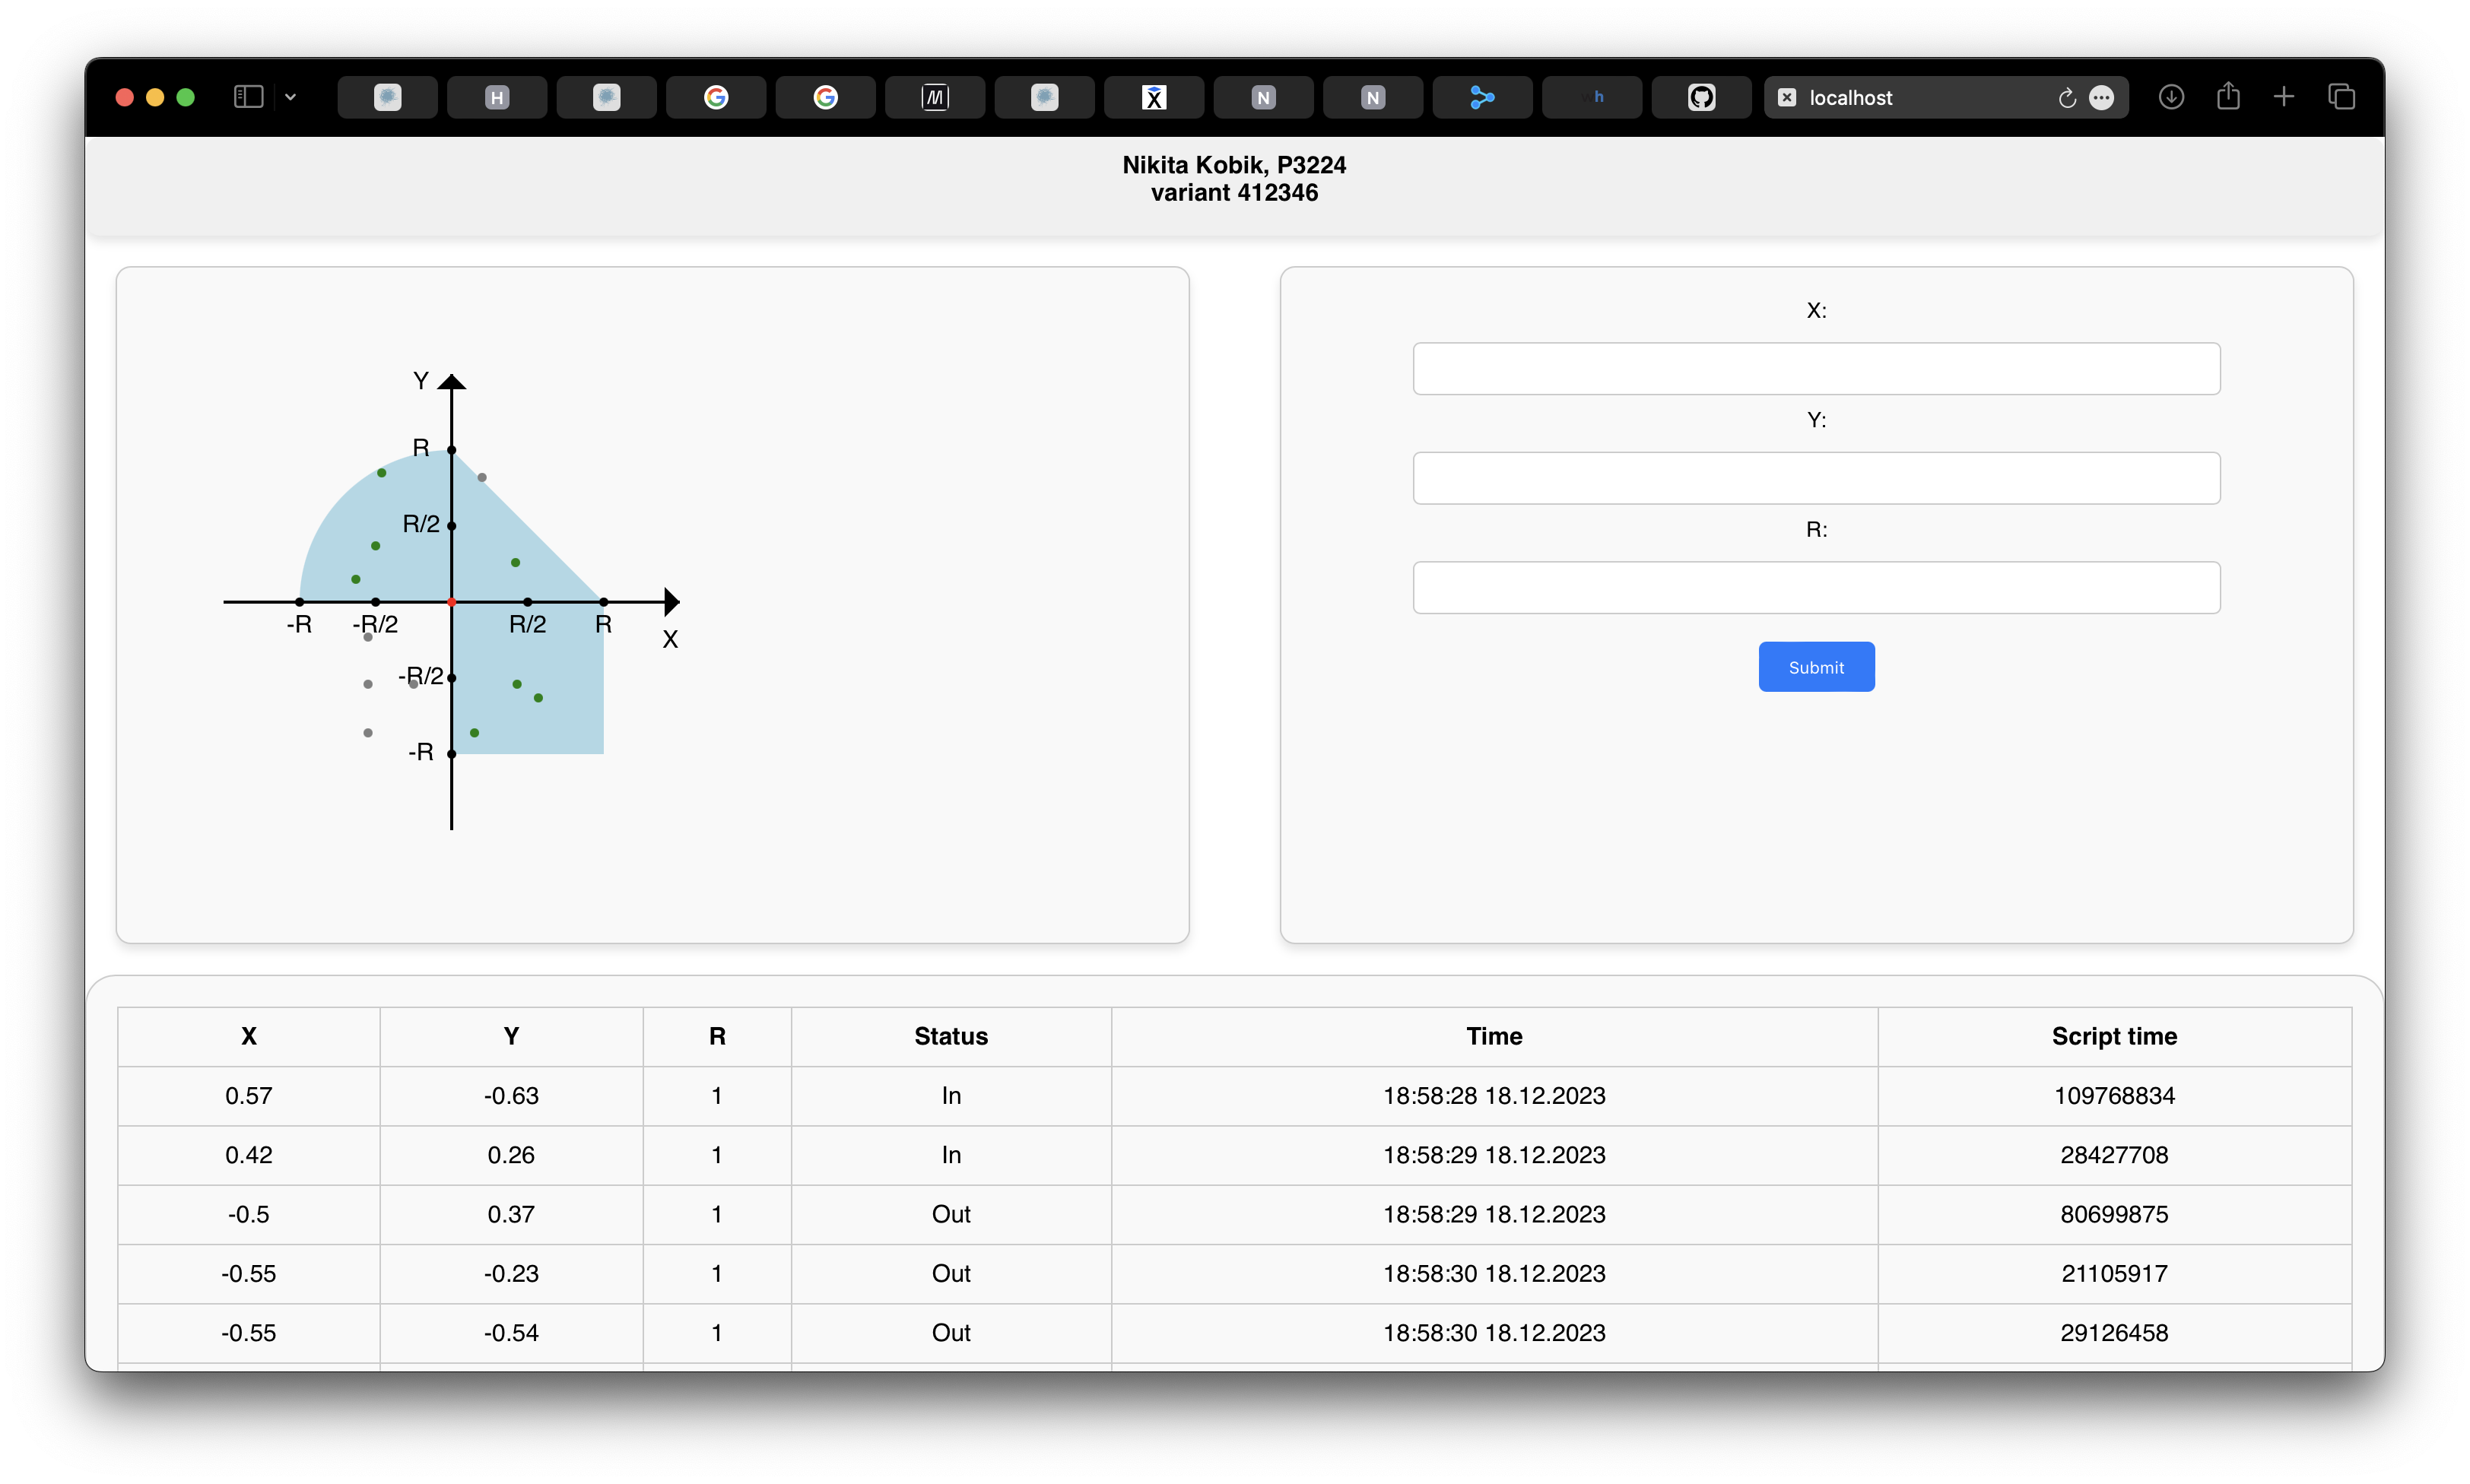 H
N
N
wh
localhost
Nikita Kobik, P3224
variant 412346
Y
R
R/2
-R
-R/2
R/2
R
X
-R/2
-R
X:
Y:
R:
Submit
X Y R Status Time Script time
0.57 -0.63 1 In 18:58:28 18.12.2023 109768834
0.42 0.26 1 In 18:58:29 18.12.2023 28427708
-0.5 0.37 1 Out 18:58:29 18.12.2023 80699875
-0.55 -0.23 1 Out 18:58:30 18.12.2023 21105917
-0.55 -0.54 1 Out 18:58:30 18.12.2023 29126458